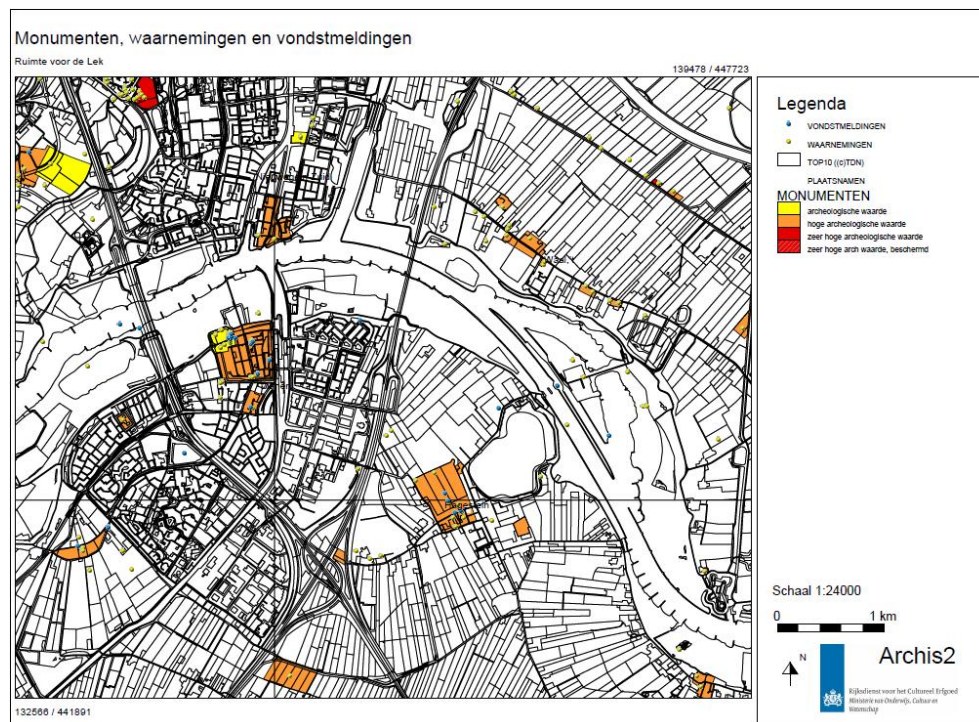 Monumenten, waarnemingen en vondstmeldingen
Ruimte voor de Lek
139478 / 447723
Legenda
VONDSTMELDINGEN
WAARNEMINGEN
TOP10 ((c)TDN)
PLAATSNAMEN
MONUMENTEN
archeologische waarde
hoge archeologische waarde
zeer hoge archeologische waarde
zeer hoge arch waarde, beschermd
Schaal 1:24000
0 1 km
N
Archis2
Rijksdienst voor het Cultureel Erfgoed
Ministerie van Onderwijs, Cultuur en
Wetenschap
132566 / 441891